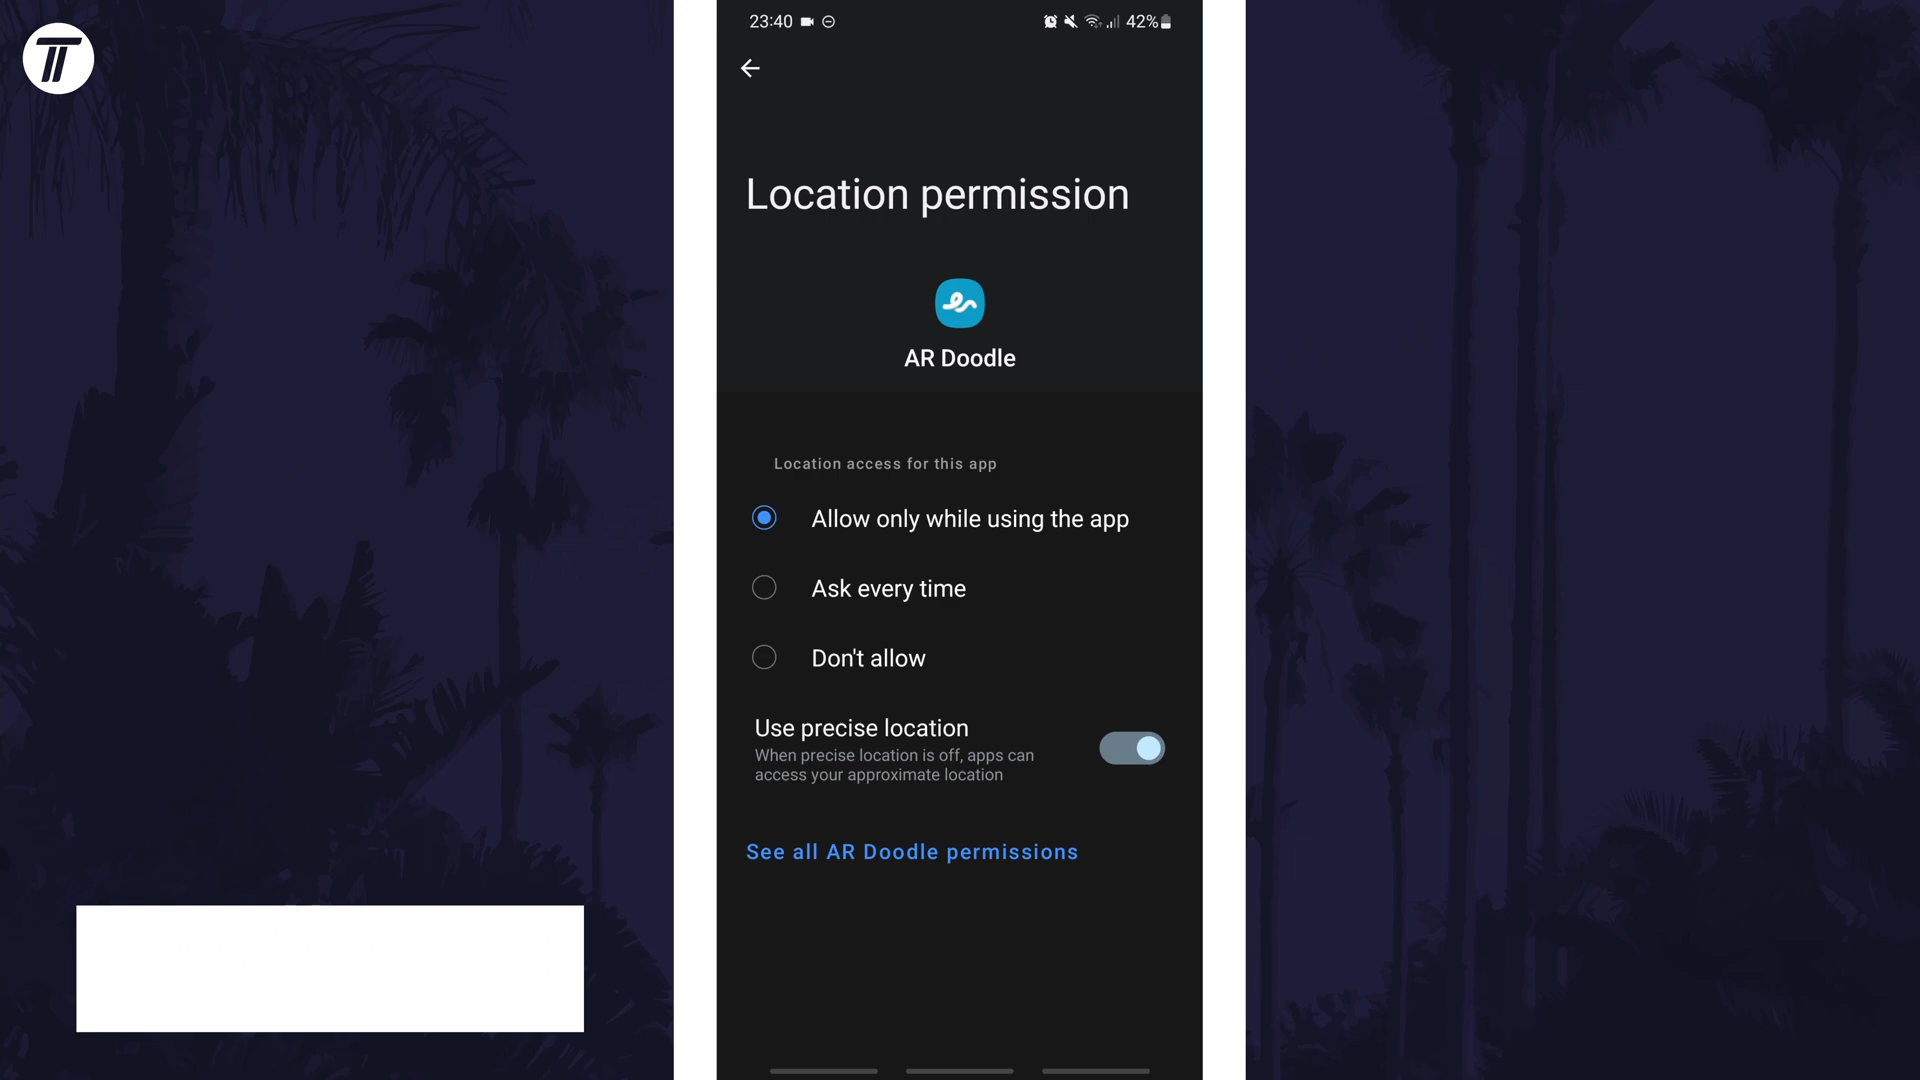 23:40
42%
Location permission
AR Doodle
Location access for this app
Allow only while using the app
Ask every time
Don't allow
Use precise location
When precise location is off, apps can
access your approximate location
See all AR Doodle permissions